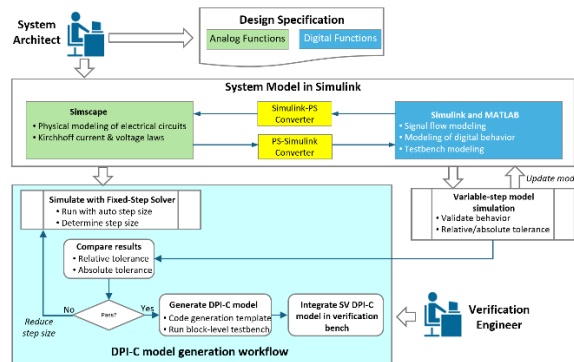 System
Architect
Design Specification
Analog Functions
Digital Functions
System Model in Simulink
Simscape
• Physical modeling of electrical circuits
• Kirchhoff current & voltage laws
Simulink-PS
Converter
PS-Simulink
Converter
Simulink and MATLAB
• Signal flow modeling
• Modeling of digital behavior
• Testbench modeling
Update mod
Simulate with Fixed-Step Solver
• Run with auto step size
• Determine step size
Variable-step model
simulation
• Validate behavior
• Relative/absolute tolerance
Compare results
• Relative tolerance
• Absolute tolerance
No
Pass?
Yes
Reduce
step size
Generate DPI-C model
• Code generation template
• Run block-level testbench
Integrate SV DPI-C
model in verification
bench
Verification
Engineer
DPI-C model generation workflow